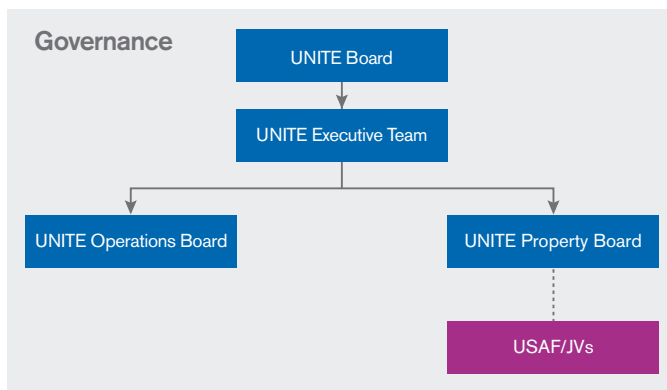 Governance
UNITE Board
UNITE Executive Team
UNITE Operations Board
UNITE Property Board
USAF/JVs